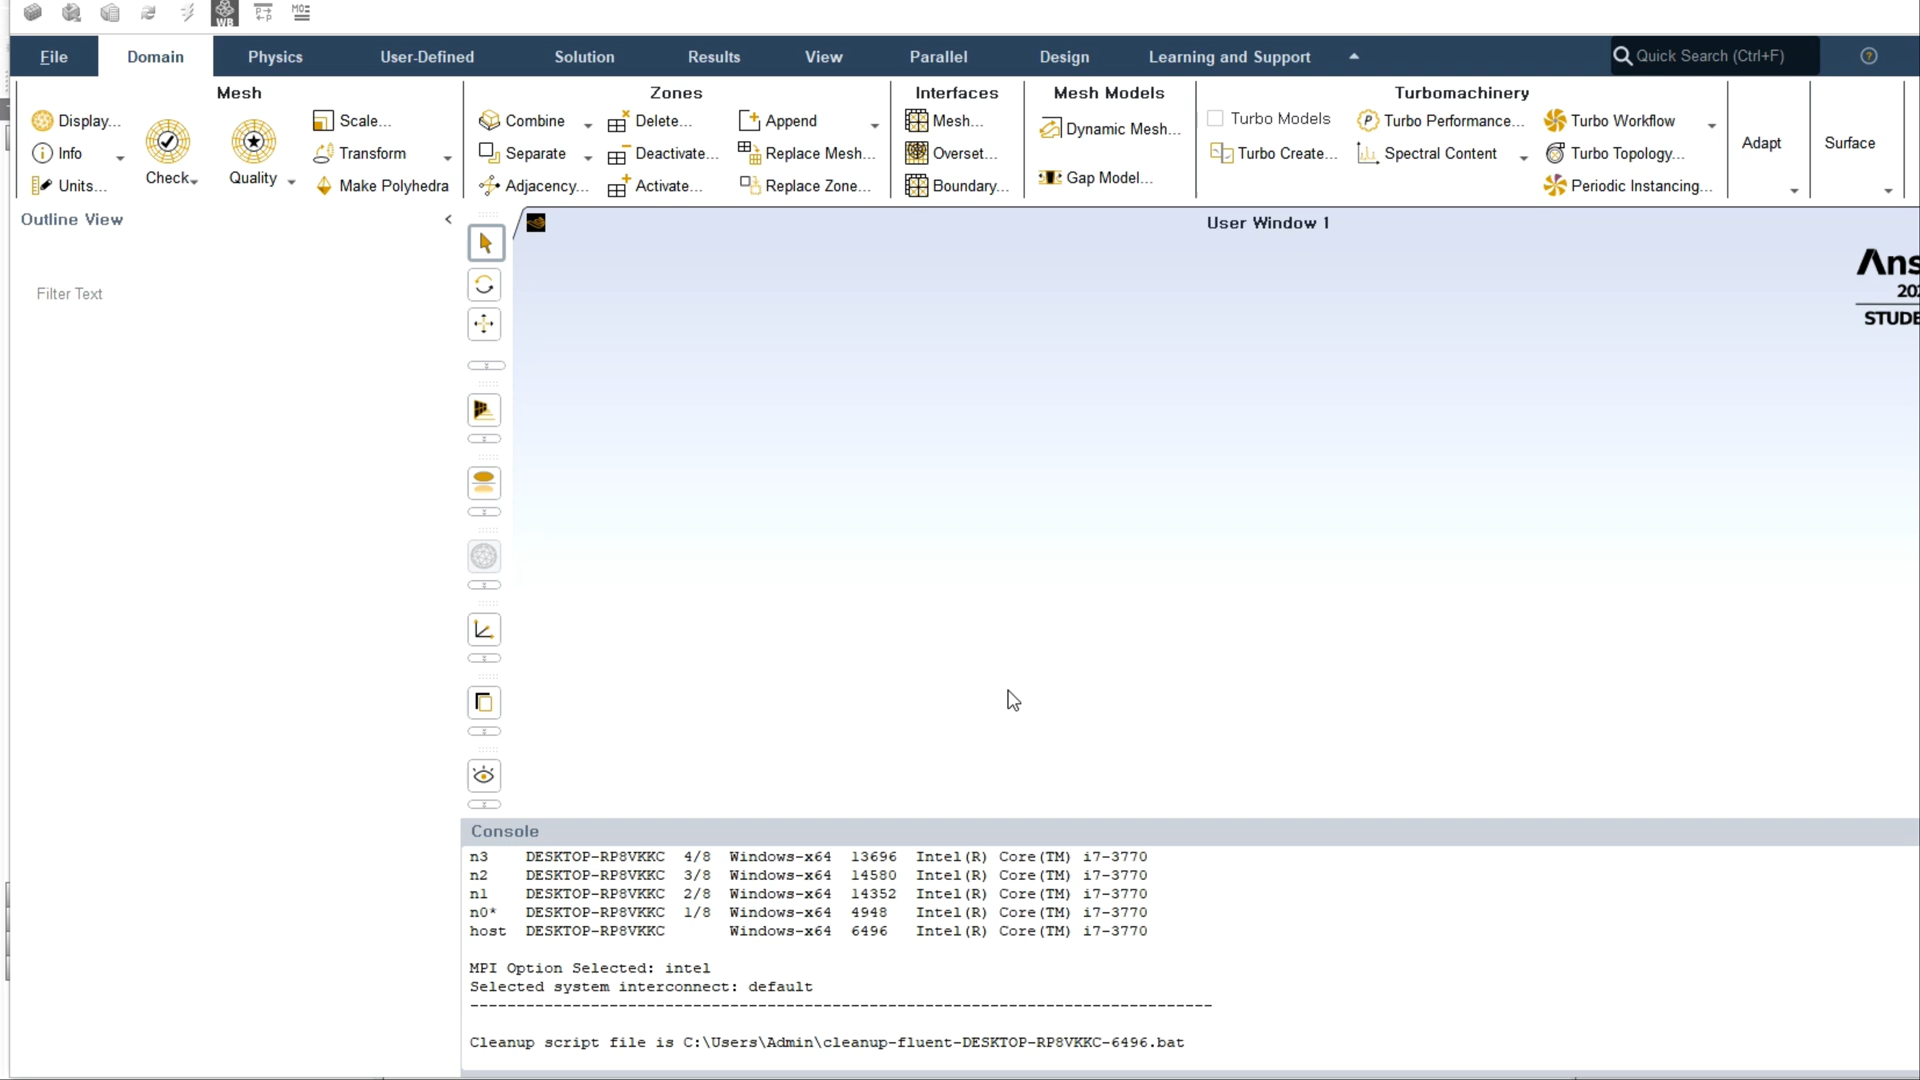 WB
File Domain Physics User-Defined Solution Results View Parallel Design Learning and Support Quick Search (Ctrl+F)
Mesh Zones Interfaces Mesh Models Turbomachinery
Display... Scale... Combine Delete... Append Mesh... Dynamic Mesh... Turbo Models Turbo Performance... Turbo Workflow
Info Transform Separate Deactivate... Replace Mesh... Overset... Turbo Create... Spectral Content Turbo Topology... Adapt Surface
Units... Check Quality Make Polyhedra Adjacency... Activate... Replace Zone... Boundary... Gap Model... Periodic Instancing...
Outline View
User Window 1
Filter Text
Ans
202
STUDE
Console
n3 DESKTOP-RP8VKKC 4/8 Windows-x64 13696 Intel(R) Core(TM) i7-3770
n2 DESKTOP-RP8VKKC 3/8 Windows-x64 14580 Intel(R) Core(TM) i7-3770
n1 DESKTOP-RP8VKKC 2/8 Windows-x64 14352 Intel(R) Core(TM) i7-3770
n0* DESKTOP-RP8VKKC 1/8 Windows-x64 4948 Intel(R) Core(TM) i7-3770
host DESKTOP-RP8VKKC Windows-x64 6496 Intel(R) Core(TM) i7-3770
MPI Option Selected: intel
Selected system interconnect: default
--------------------------------------------------------------------------------
Cleanup script file is C:\Users\Admin\cleanup-fluent-DESKTOP-RP8VKKC-6496.bat